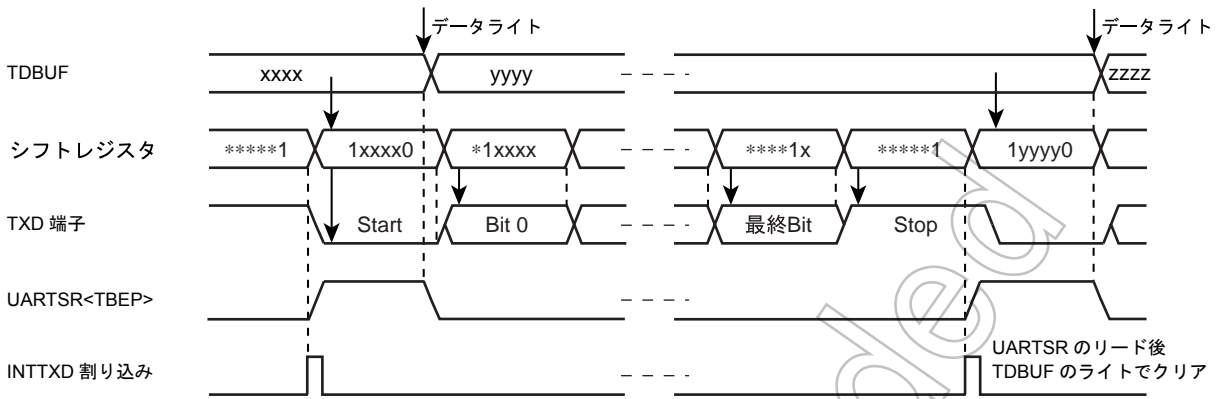 データライト データライト
TDBUF xxxx yyyy zzzz
シフトレジスタ *****1 1xxxx0 *1xxxx ****1x *****1 1yyyy0
TXD 端子 Start Bit 0 最終Bit Stop
UARTSR<TBEP>
INTTXD 割り込み
UARTSR のリード後
TDBUF のライトでクリア
ded